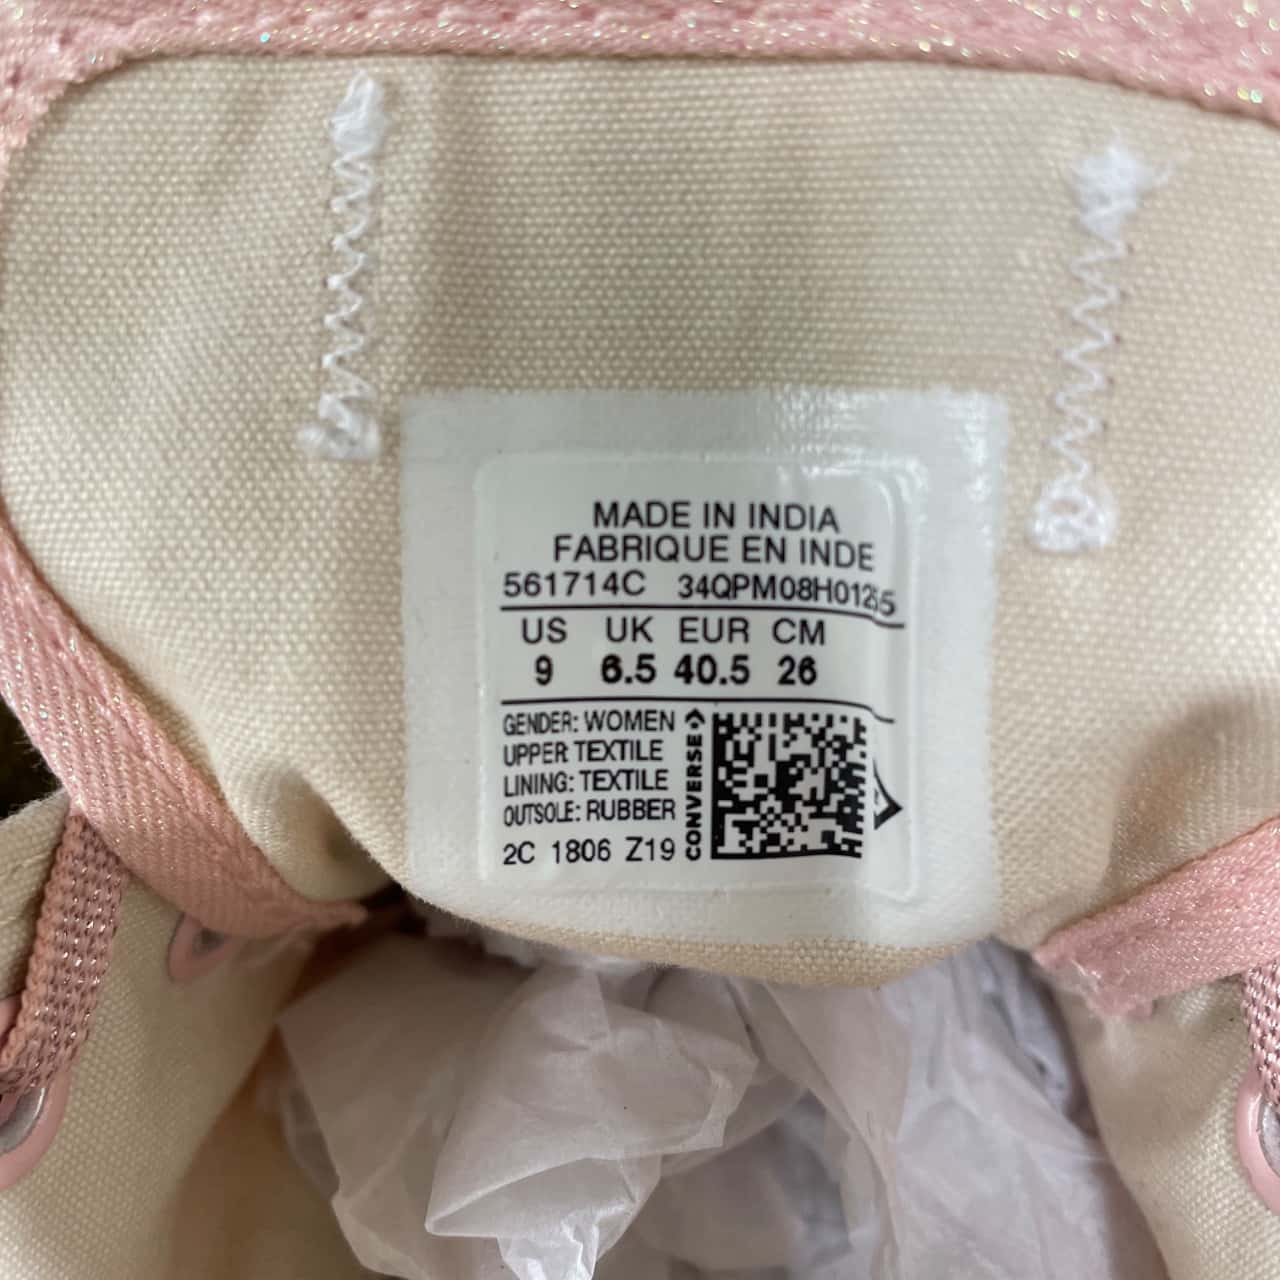 MADE IN INDIA
FABRIQUE EN INDE
561714C 34QPM08H01255
US UK EUR CM
9 6.5 40.5 26
GENDER: WOMEN
UPPER TEXTILE
LINING: TEXTILE
OUTSOLE: RUBBER
2C 1806 Z19
CONVERSE